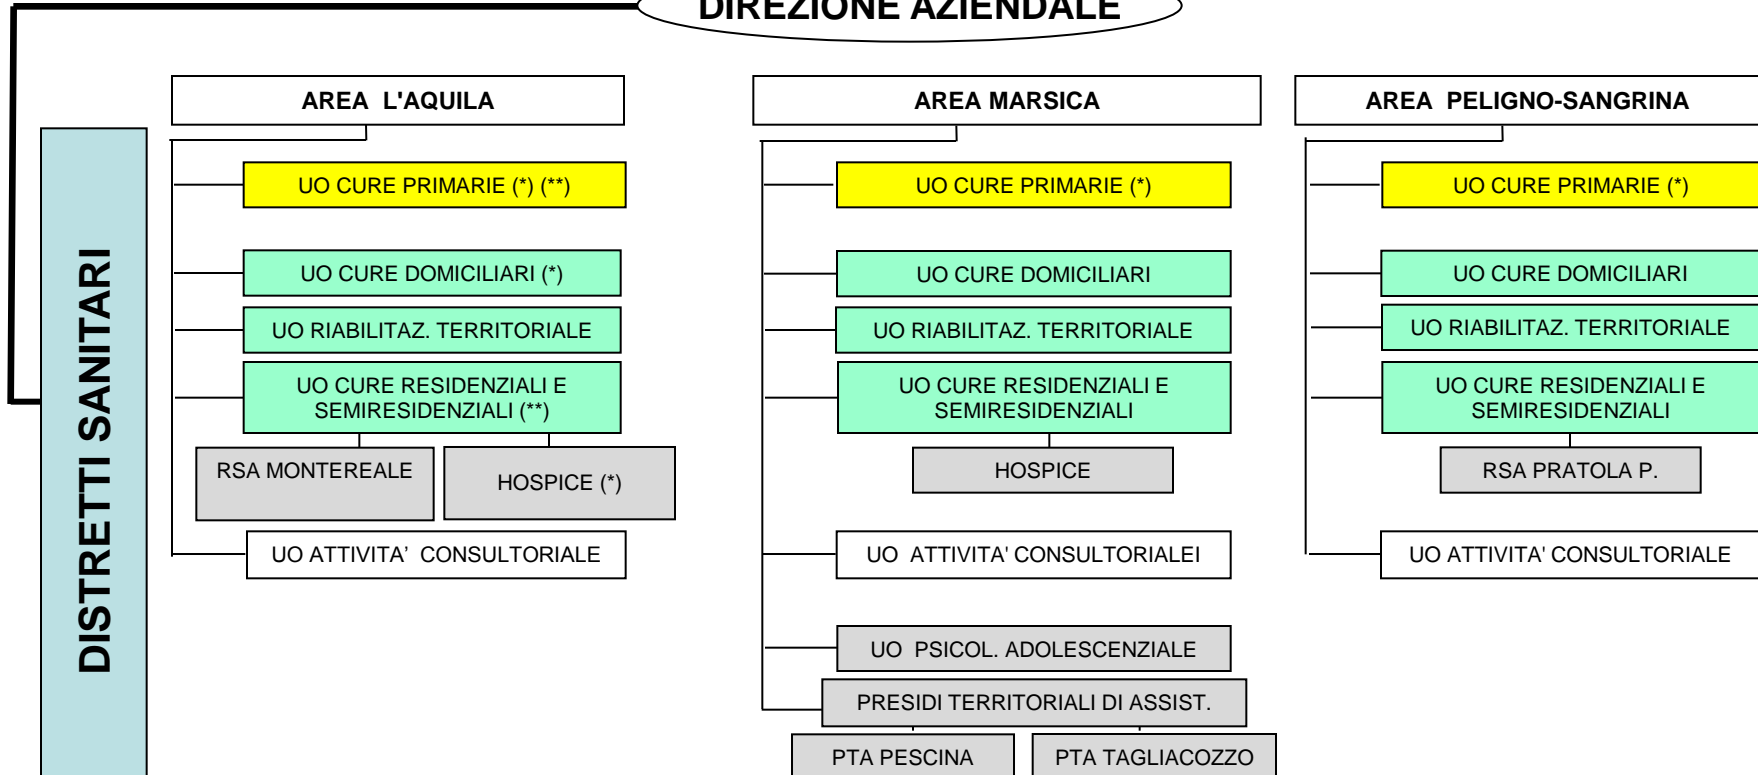 DIREZIONE AZIENDALE
DISTRETTI SANITARI
AREA L'AQUILA
UO CURE PRIMARIE (*) (**)
UO CURE DOMICILIARI (*)
UO RIABILITAZ. TERRITORIALE
UO CURE RESIDENZIALI E
SEMIRESIDENZIALI (**)
RSA MONTEREALE
HOSPICE (*)
UO ATTIVITA’ CONSULTORIALE
AREA MARSICA
UO CURE PRIMARIE (*)
UO CURE DOMICILIARI
UO RIABILITAZ. TERRITORIALE
UO CURE RESIDENZIALI E
SEMIRESIDENZIALI
HOSPICE
UO ATTIVITA' CONSULTORIALEI
UO PSICOL. ADOLESCENZIALE
PRESIDI TERRITORIALI DI ASSIST.
PTA PESCINA
PTA TAGLIACOZZO
AREA PELIGNO-SANGRINA
UO CURE PRIMARIE (*)
UO CURE DOMICILIARI
UO RIABILITAZ. TERRITORIALE
UO CURE RESIDENZIALI E
SEMIRESIDENZIALI
RSA PRATOLA P.
UO ATTIVITA' CONSULTORIALE